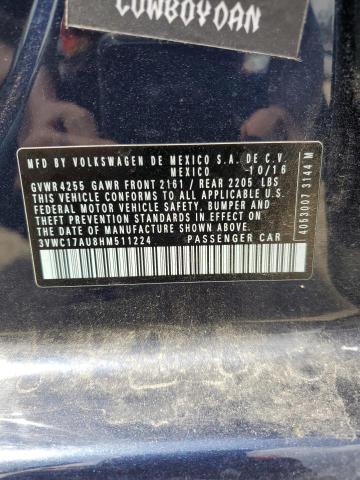 COWBOYDAN
MFD BY VOLKSWAGEN DE MEXICO S.A. DE C.V.
MEXICO -10/16
GVWR4255 GAWR FRONT 2161/ REAR 2205 LBS
THIS VEHICLE CONFORMS TO ALL APPLICABLE
FEDERAL MOTOR VEHICLE SAFETY, BUMPER AND
THEFT PREVENTION STANDARDS IN EFFECT ON
THE DATE OF MANUFACTURE SHOWN ABOVE.
3VWC17AU8HM511224 PASSENGER CAR
4053007 3144 M